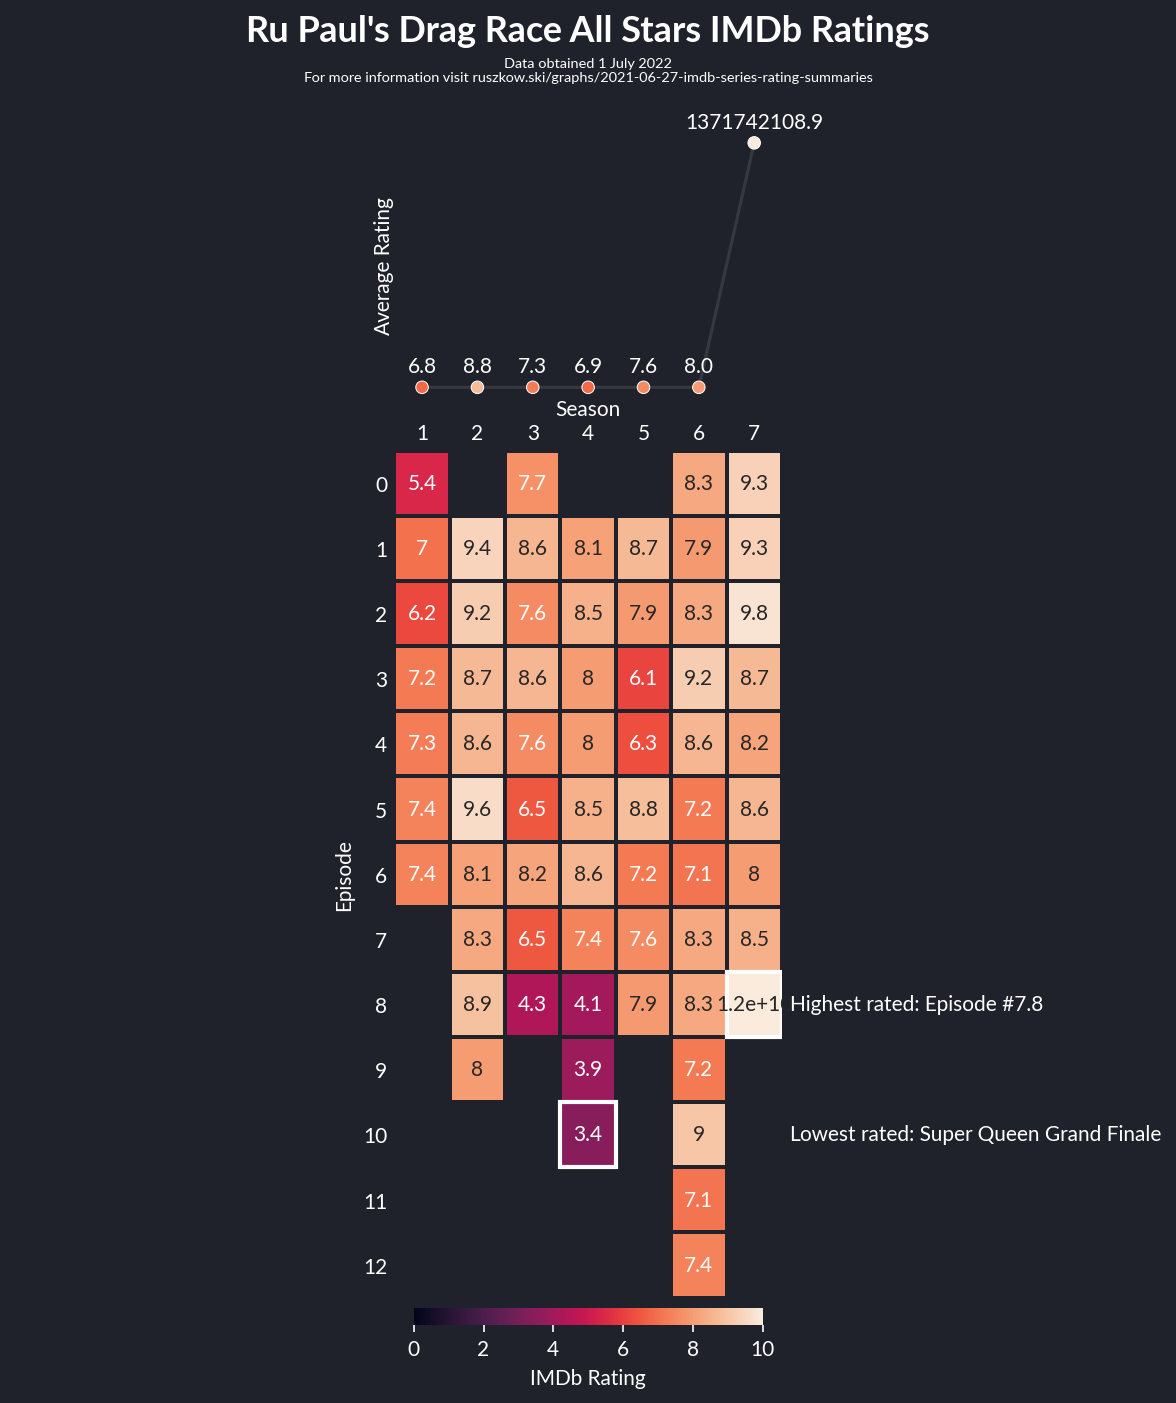 Ru Paul's Drag Race All Stars IMDb Ratings
Data obtained 1 July 2022
For more information visit ruszkow.ski/graphs/2021-06-27-imdb-series-rating-summaries
1371742108.9
Average Rating
6.8 8.8 7.3 6.9 7.6 8.0
Season
1 2 3 4 5 6 7
0 5.4 7.7 8.3 9.3
1 7 9.4 8.6 8.1 8.7 7.9 9.3
2 6.2 9.2 7.6 8.5 7.9 8.3 9.8
3 7.2 8.7 8.6 8 6.1 9.2 8.7
4 7.3 8.6 7.6 8 6.3 8.6 8.2
5 7.4 9.6 6.5 8.5 8.8 7.2 8.6
Episode
6 7.4 8.1 8.2 8.6 7.2 7.1 8
7 8.3 6.5 7.4 7.6 8.3 8.5
8 8.9 4.3 4.1 7.9 8.3 1.2e+10 Highest rated: Episode #7.8
9 8 3.9 7.2
10 3.4 9 Lowest rated: Super Queen Grand Finale
11 7.1
12 7.4
0 2 4 6 8 10
IMDb Rating